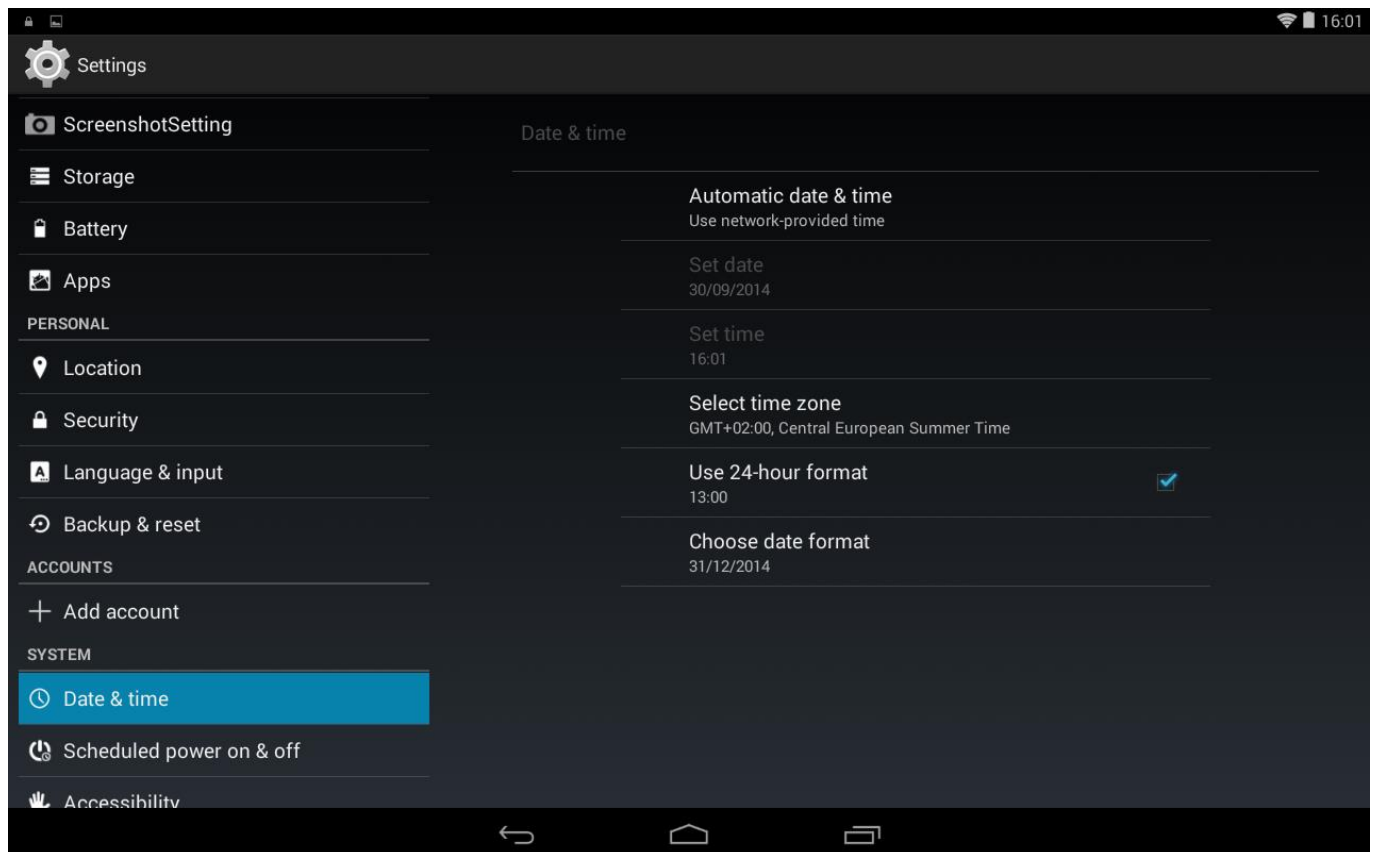 16:01
Settings
ScreenshotSetting
Storage
Battery
Apps
PERSONAL
Location
Security
Language & input
Backup & reset
ACCOUNTS
Add account
SYSTEM
Date & time
Scheduled power on & off
Accessibility
Date & time
Automatic date & time
Use network-provided time
Set date
30/09/2014
Set time
16:01
Select time zone
GMT+02:00, Central European Summer Time
Use 24-hour format
13:00
Choose date format
31/12/2014